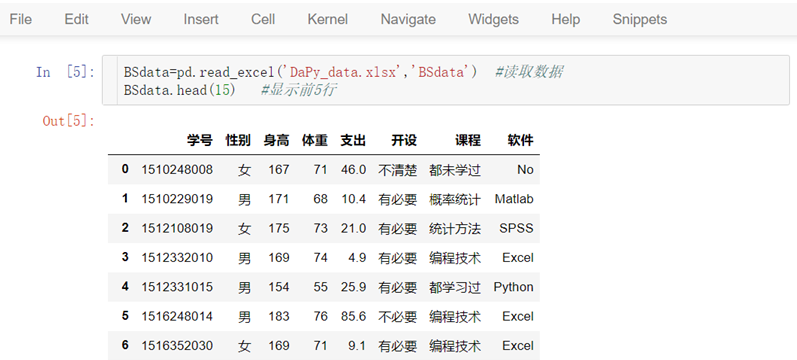 File Edit View Insert Cell Kernel Navigate Widgets Help Snippets
In [5]: BSdata=pd.read_excel('DaPy_data.xlsx','BSdata') #读取数据
BSdata.head(15) #显示前5行
Out[5]:
学号 性别 身高 体重 支出 开设 课程 软件
0 1510248008 女 167 71 46.0 不清楚 都未学过 No
1 1510229019 男 171 68 10.4 有必要 概率统计 Matlab
2 1512108019 女 175 73 21.0 有必要 统计方法 SPSS
3 1512332010 男 169 74 4.9 有必要 编程技术 Excel
4 1512331015 男 154 55 25.9 有必要 都学习过 Python
5 1516248014 男 183 76 85.6 不必要 编程技术 Excel
6 1516352030 女 169 71 9.1 有必要 编程技术 Excel